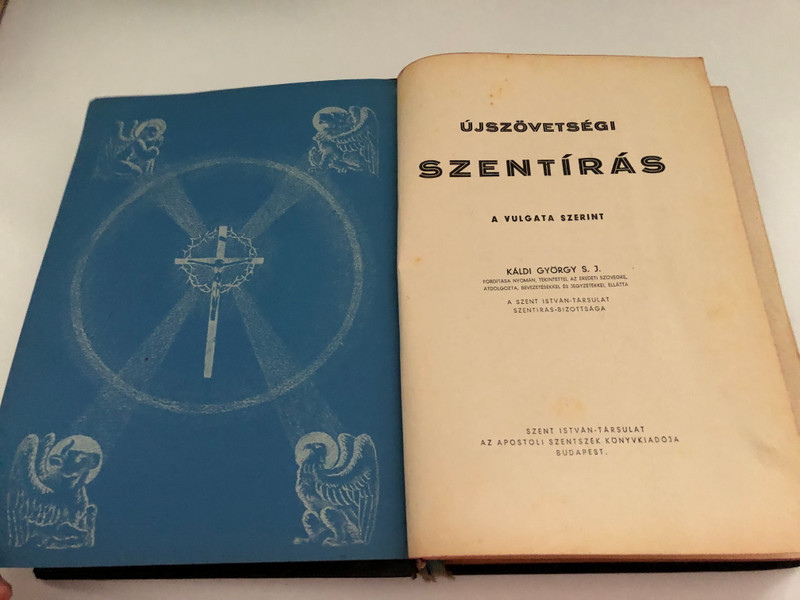 ÚJSZÖVETSÉGI
SZENTÍRÁS
A VULGATA SZERINT
KÁLDI GYÖRGY S. J.
FORDÍTÁSA NYOMÁN, TEKINTETTEL AZ EREDETI SZÖVEGRE,
ÁTDOLGOZTA, BEVEZETÉSEKKEL ÉS JEGYZETEKKEL ELLÁTTA
A SZENT ISTVÁN-TÁRSULAT
SZENTÍRÁS-BIZOTTSÁGA
SZENT ISTVÁN-TÁRSULAT
AZ APOSTOLI SZENTSZÉK KÖNYVKIADÓJA
BUDAPEST.